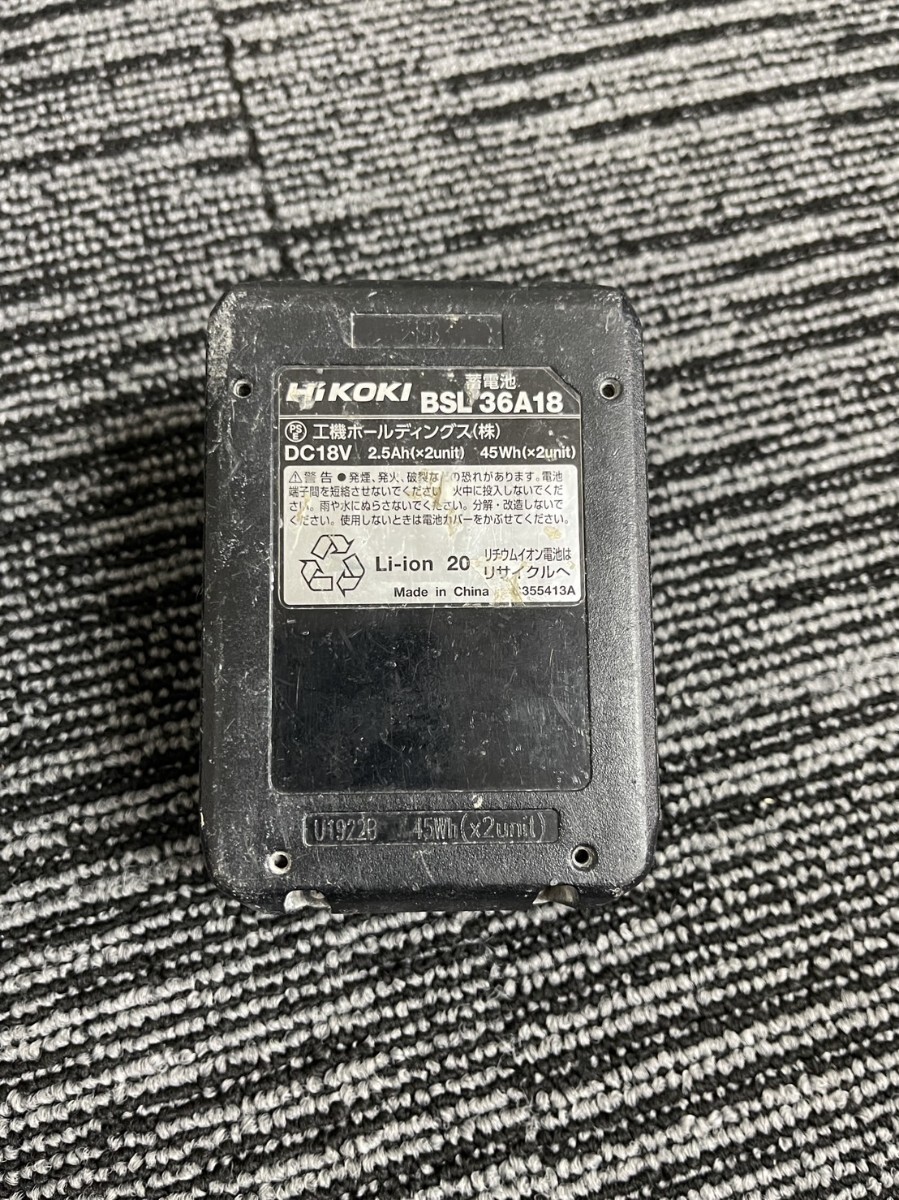 HiKOKI
蓄電池
BSL 36A18
PS E 工機ホールディングス(株)
DC18V 2.5Ah(×2unit) 45Wh(×2unit)
⚠警告 ●発煙、発火、破裂などの恐れがあります。電池
端子間を短絡させないでください。火中に投入しないでくだ
さい。雨や水にぬらさないでください。分解・改造しないで
ください。使用しないときは電池カバーをかぶせてください。
Li-ion 20
リチウムイオン電池は
リサイクルへ
Made in China
355413A
U1922B 45Wh(x2unit)